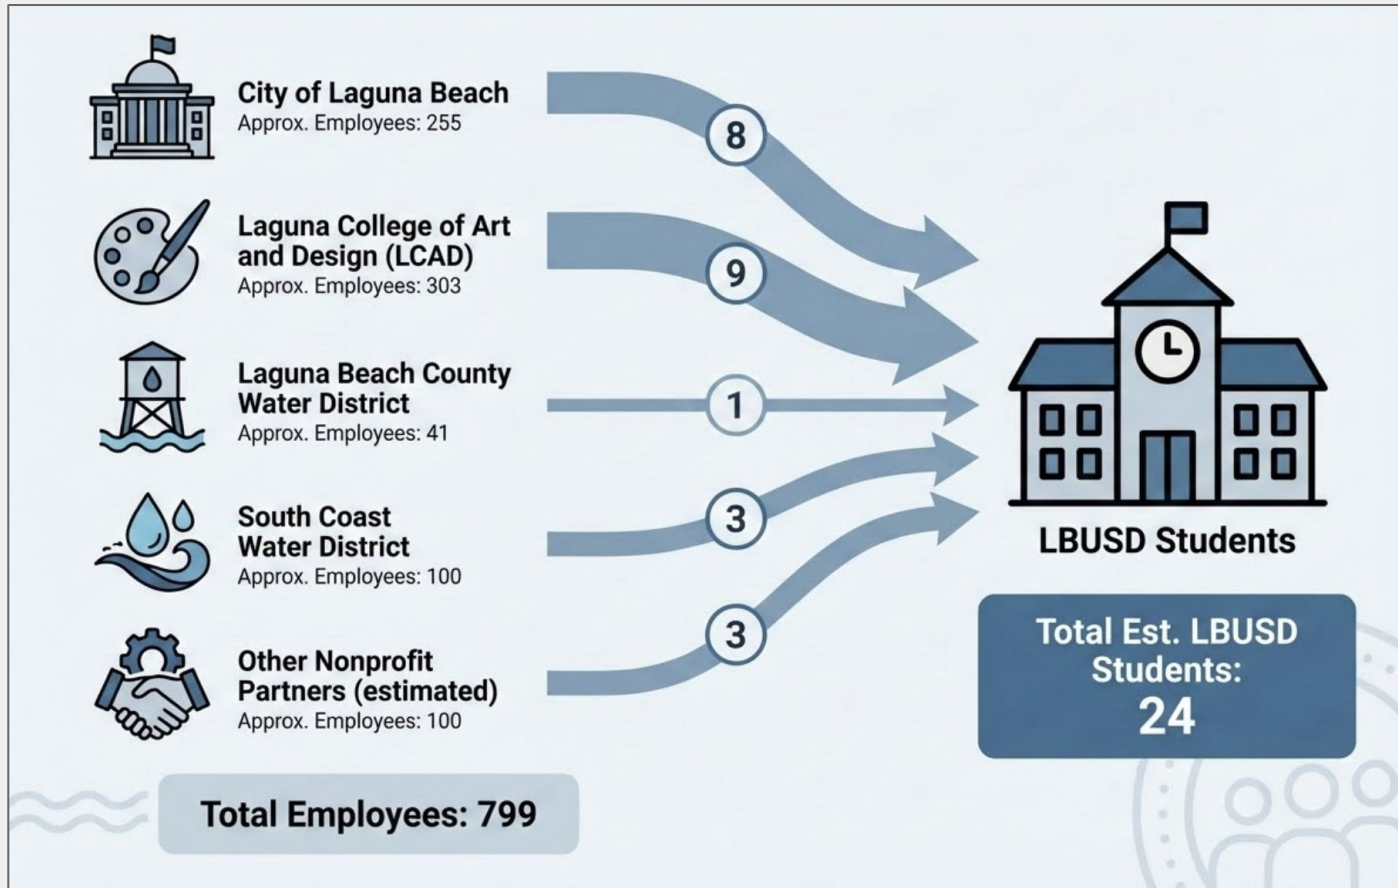 City of Laguna Beach
Approx. Employees: 255
8
Laguna College of Art
and Design (LCAD)
Approx. Employees: 303
9
Laguna Beach County
Water District
Approx. Employees: 41
1
South Coast
Water District
Approx. Employees: 100
3
Other Nonprofit
Partners (estimated)
Approx. Employees: 100
3
Total Employees: 799
LBUSD Students
Total Est. LBUSD
Students:
24